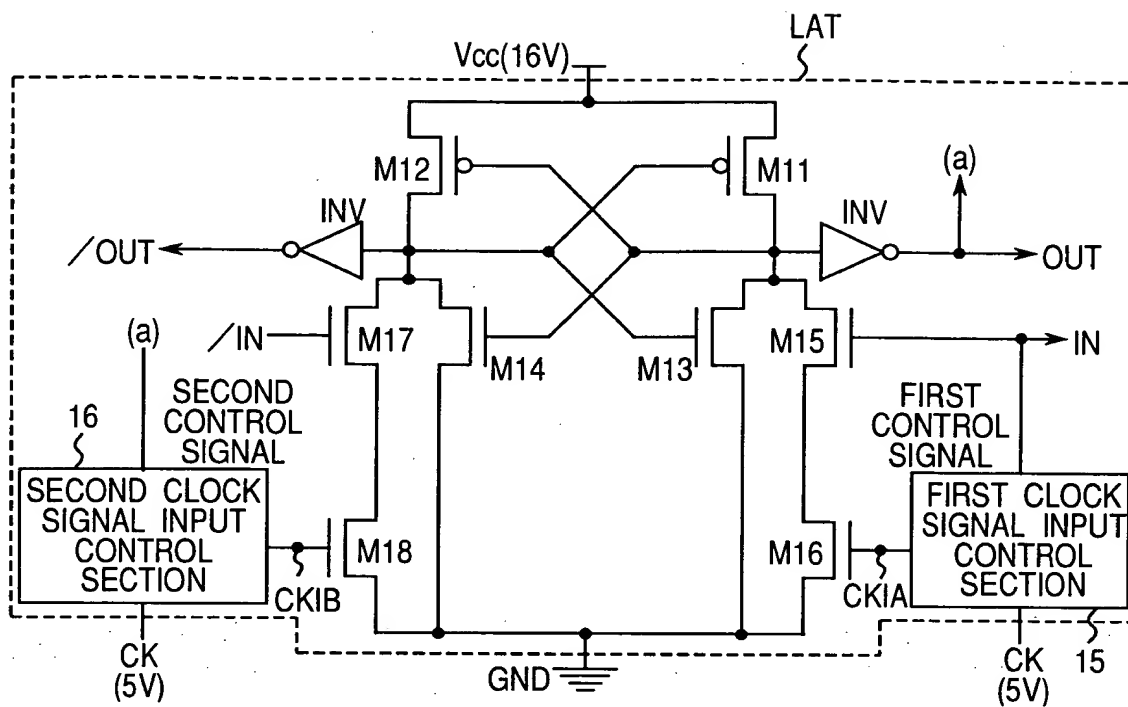 LAT
Vcc(16V)
(a)
M12
M11
INV
INV
/OUT
OUT
(a)
/IN
M17
M14
M13
M15
IN
SECOND
CONTROL
SIGNAL
FIRST
CONTROL
SIGNAL
16
SECOND CLOCK
SIGNAL INPUT
CONTROL
SECTION
FIRST CLOCK
SIGNAL INPUT
CONTROL
SECTION
M18
M16
CKIB
CKIA
CK
(5V)
GND
CK
(5V)
15